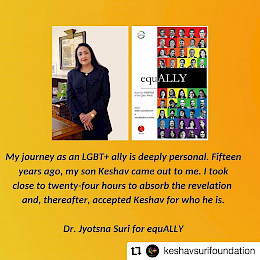 equALLY
My journey as an LGBT+ ally is deeply personal. Fifteen
years ago, my son Keshav came out to me. I took
close to twenty-four hours to absorb the revelation
and, thereafter, accepted Keshav for who he is.
Dr. Jyotsna Suri for equALLY
keshavsurifoundation